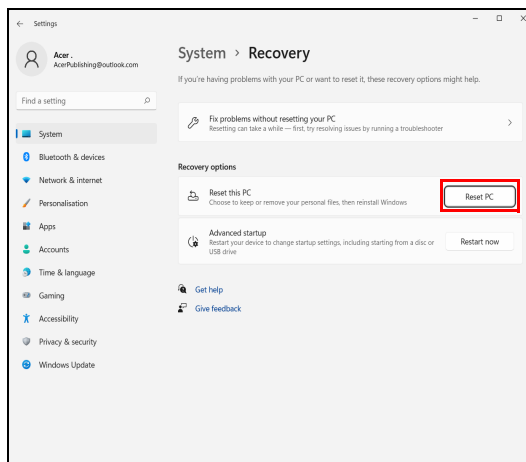 Settings
Acer .
AcerPublishing@outlook.com
Find a setting
System
Bluetooth & devices
Network & internet
Personalisation
Apps
Accounts
Time & language
Gaming
Accessibility
Privacy & security
Windows Update
System > Recovery
If you're having problems with your PC or want to reset it, these recovery options might help.
Fix problems without resetting your PC
Resetting can take a while — first, try resolving issues by running a troubleshooter
Recovery options
Reset this PC
Choose to keep or remove your personal files, then reinstall Windows
Reset PC
Advanced startup
Restart your device to change startup settings, including starting from a disc or
USB drive
Restart now
Get help
Give feedback